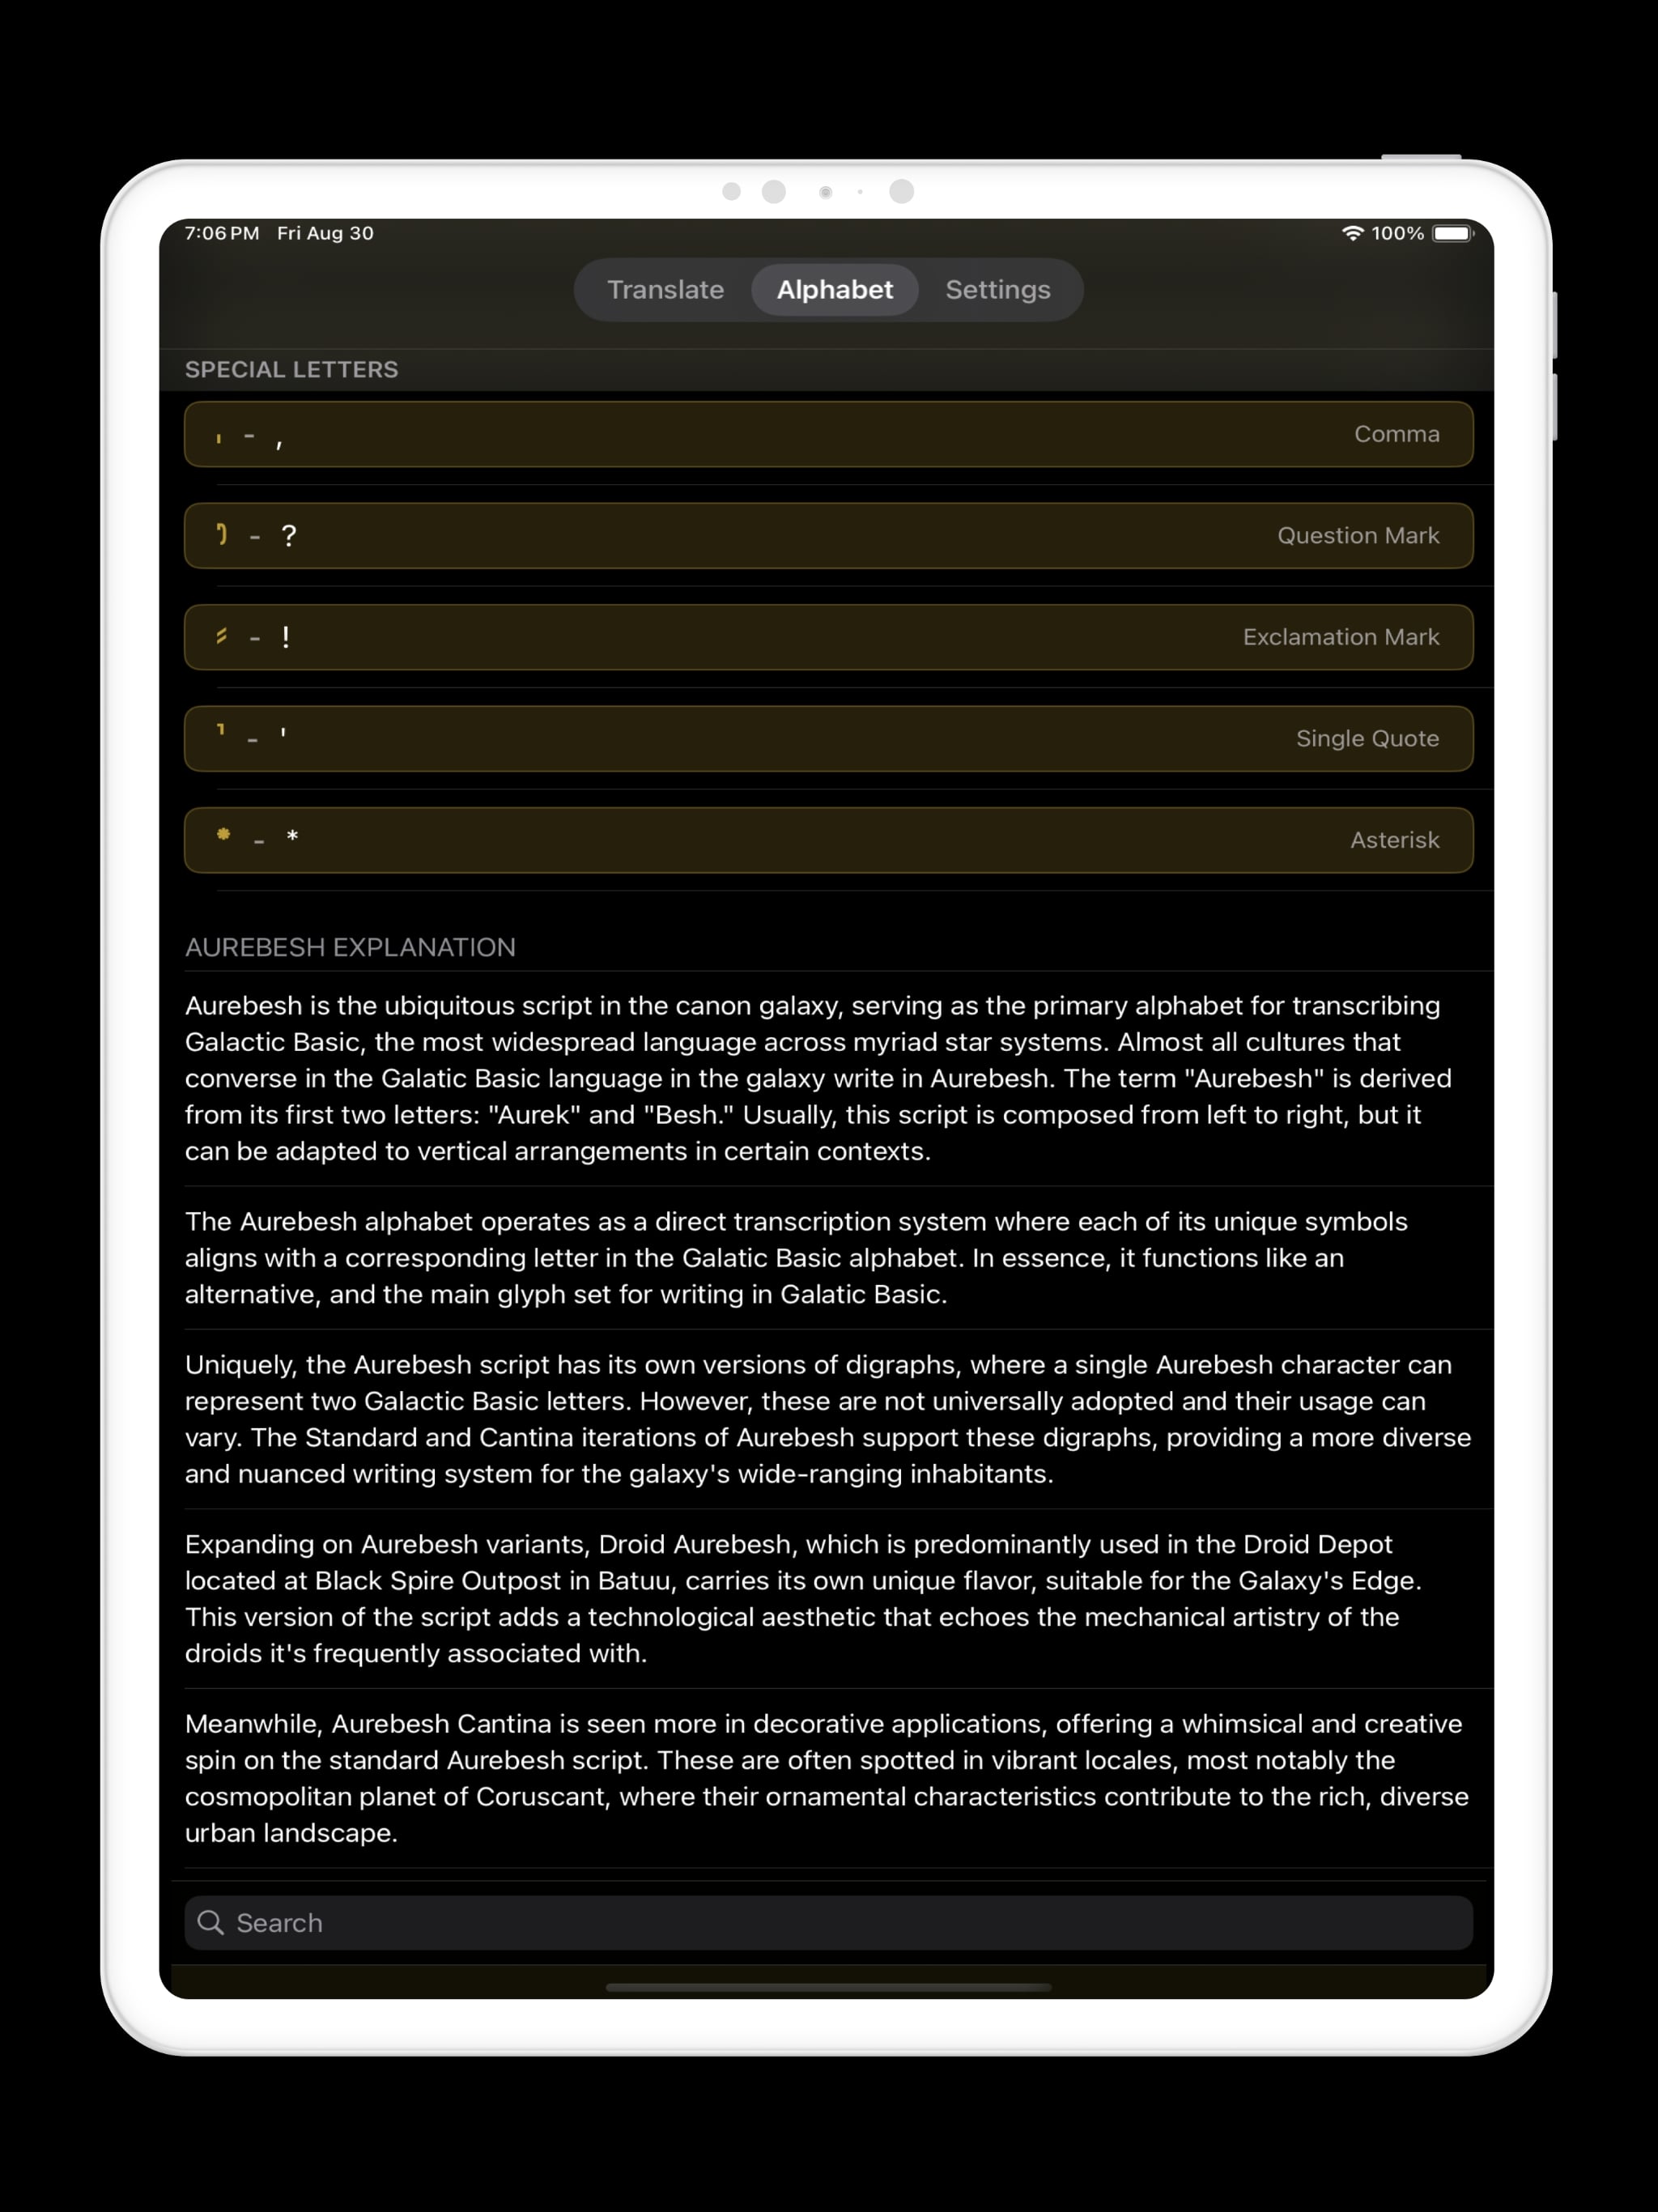 7:06 PM Fri Aug 30 100%
Translate Alphabet Settings
SPECIAL LETTERS
- , Comma
- ? Question Mark
- ! Exclamation Mark
- ' Single Quote
- * Asterisk
AUREBESH EXPLANATION
Aurebesh is the ubiquitous script in the canon galaxy, serving as the primary alphabet for transcribing
Galactic Basic, the most widespread language across myriad star systems. Almost all cultures that
converse in the Galatic Basic language in the galaxy write in Aurebesh. The term "Aurebesh" is derived
from its first two letters: "Aurek" and "Besh." Usually, this script is composed from left to right, but it
can be adapted to vertical arrangements in certain contexts.
The Aurebesh alphabet operates as a direct transcription system where each of its unique symbols
aligns with a corresponding letter in the Galatic Basic alphabet. In essence, it functions like an
alternative, and the main glyph set for writing in Galatic Basic.
Uniquely, the Aurebesh script has its own versions of digraphs, where a single Aurebesh character can
represent two Galactic Basic letters. However, these are not universally adopted and their usage can
vary. The Standard and Cantina iterations of Aurebesh support these digraphs, providing a more diverse
and nuanced writing system for the galaxy's wide-ranging inhabitants.
Expanding on Aurebesh variants, Droid Aurebesh, which is predominantly used in the Droid Depot
located at Black Spire Outpost in Batuu, carries its own unique flavor, suitable for the Galaxy's Edge.
This version of the script adds a technological aesthetic that echoes the mechanical artistry of the
droids it's frequently associated with.
Meanwhile, Aurebesh Cantina is seen more in decorative applications, offering a whimsical and creative
spin on the standard Aurebesh script. These are often spotted in vibrant locales, most notably the
cosmopolitan planet of Coruscant, where their ornamental characteristics contribute to the rich, diverse
urban landscape.
Search